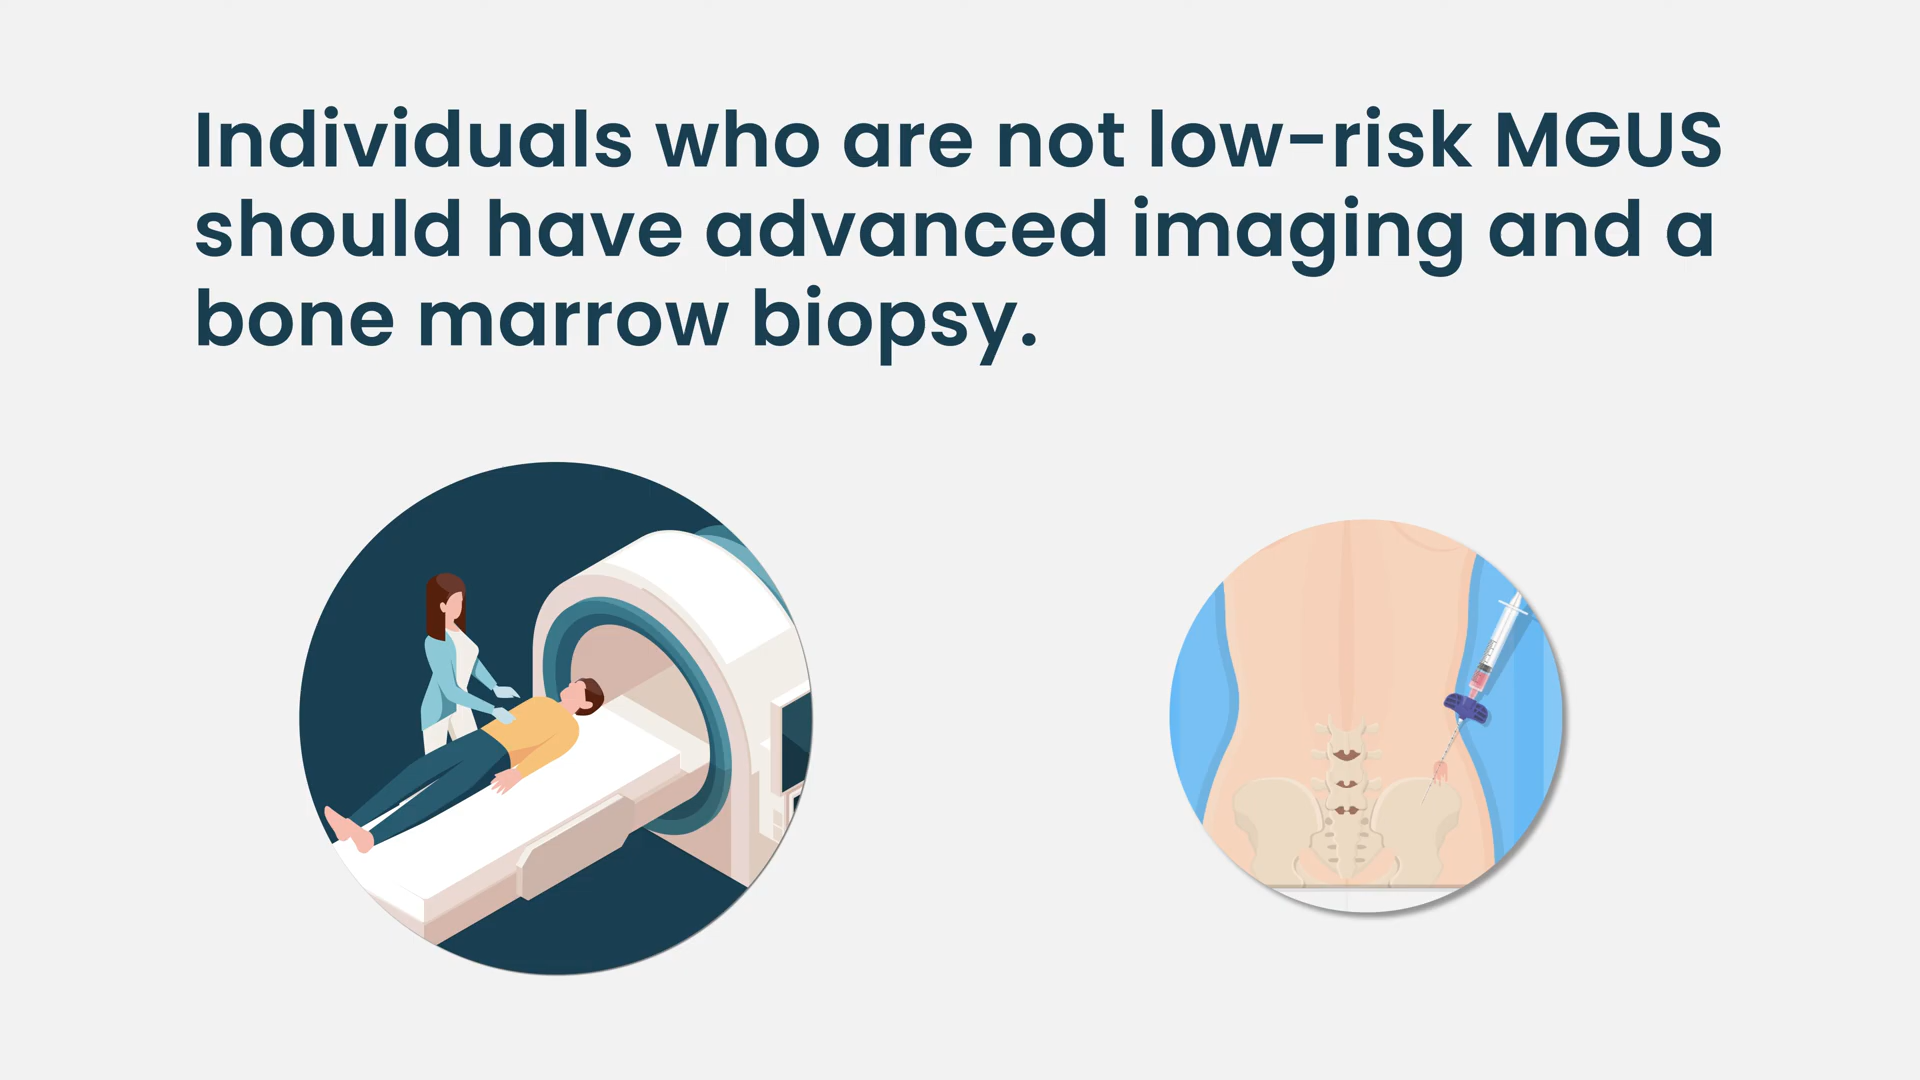 Individuals who are not low-risk MGUS
should have advanced imaging and a
bone marrow biopsy.